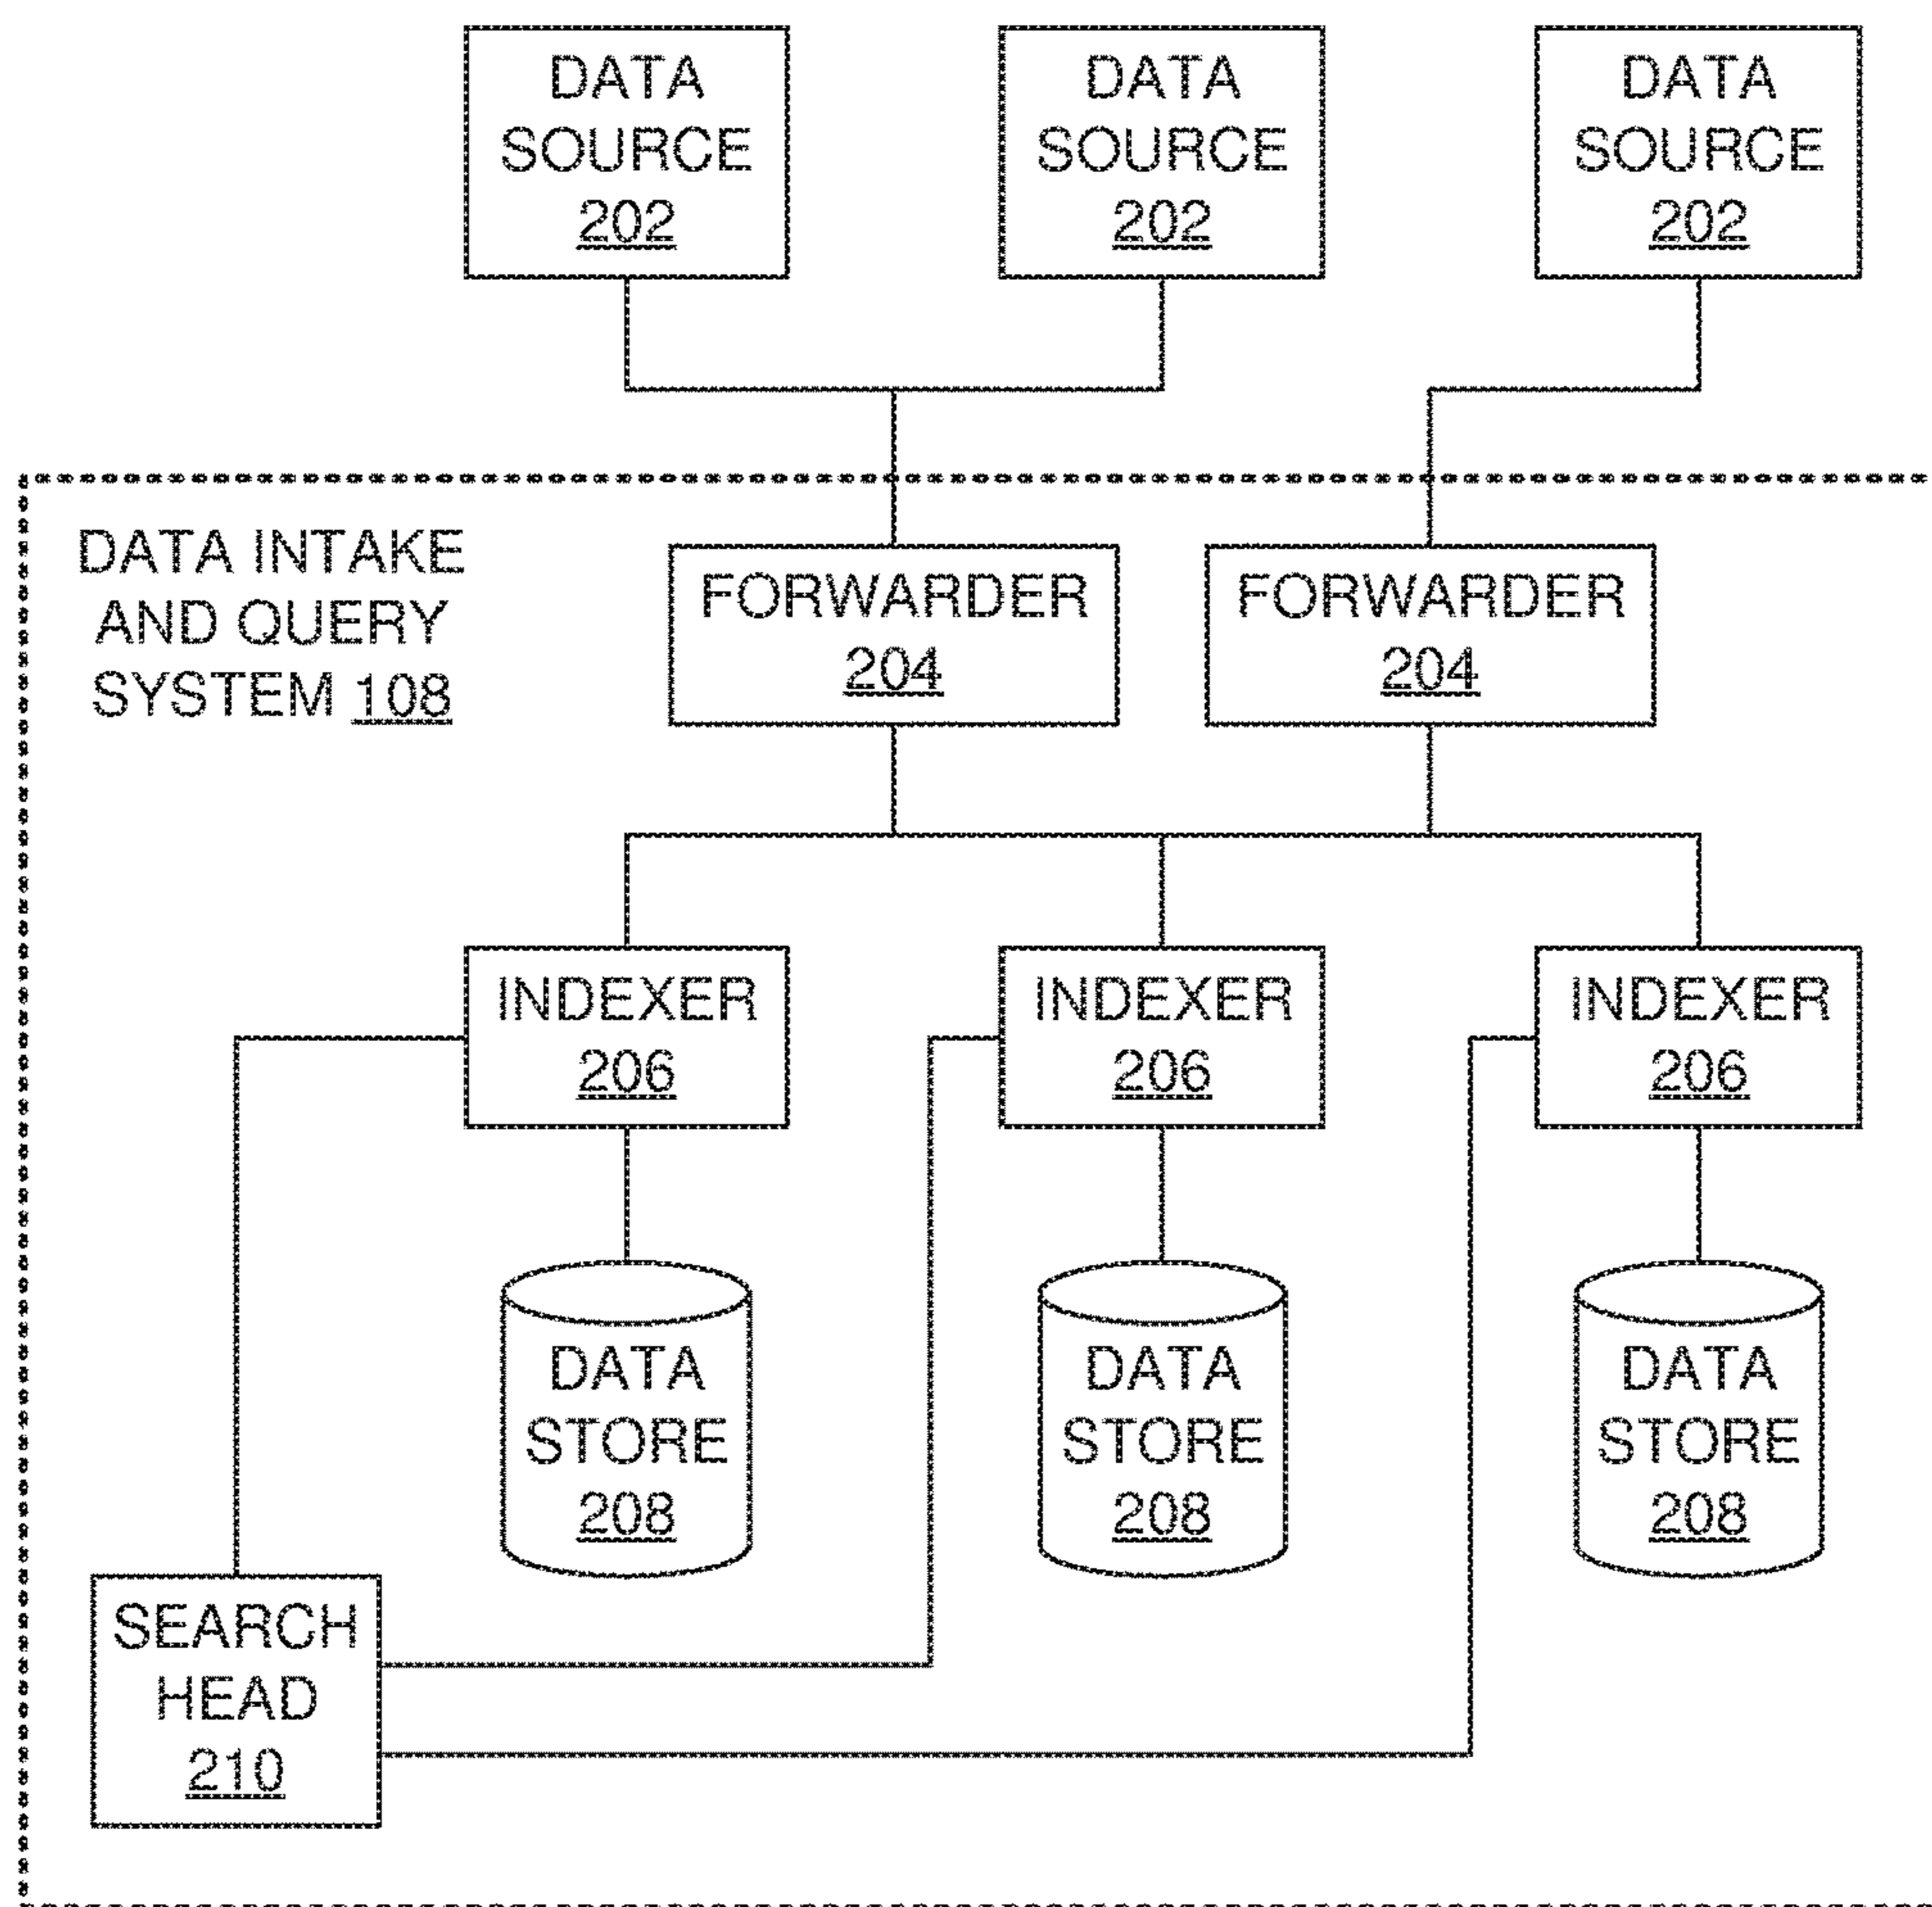 DATA
SOURCE
202
DATA
SOURCE
202
DATA
SOURCE
202
DATA INTAKE
AND QUERY
SYSTEM 108
FORWARDER
204
FORWARDER
204
INDEXER
206
INDEXER
206
INDEXER
206
DATA
STORE
208
DATA
STORE
208
DATA
STORE
208
SEARCH
HEAD
210